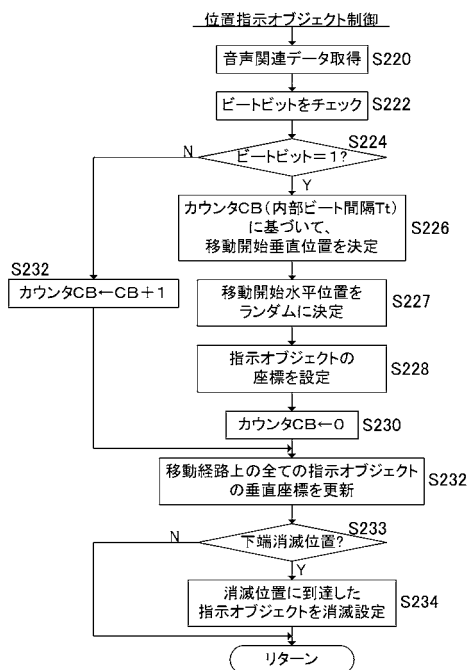 位置指示オブジェクト制御
音声関連データ取得
S220
ビートビットをチェック
S222
S224
N
ビートビット=1?
Y
カウンタCB(内部ビート間隔Tt)
に基づいて、
移動開始垂直位置を決定
S226
S232
カウンタCB←CB+1
移動開始水平位置を
ランダムに決定
S227
指示オブジェクトの
座標を設定
S228
カウンタCB←0
S230
移動経路上の全ての指示オブジェクト
の垂直座標を更新
S232
S233
N
下端消滅位置?
Y
消滅位置に到達した
指示オブジェクトを消滅設定
S234
リターン